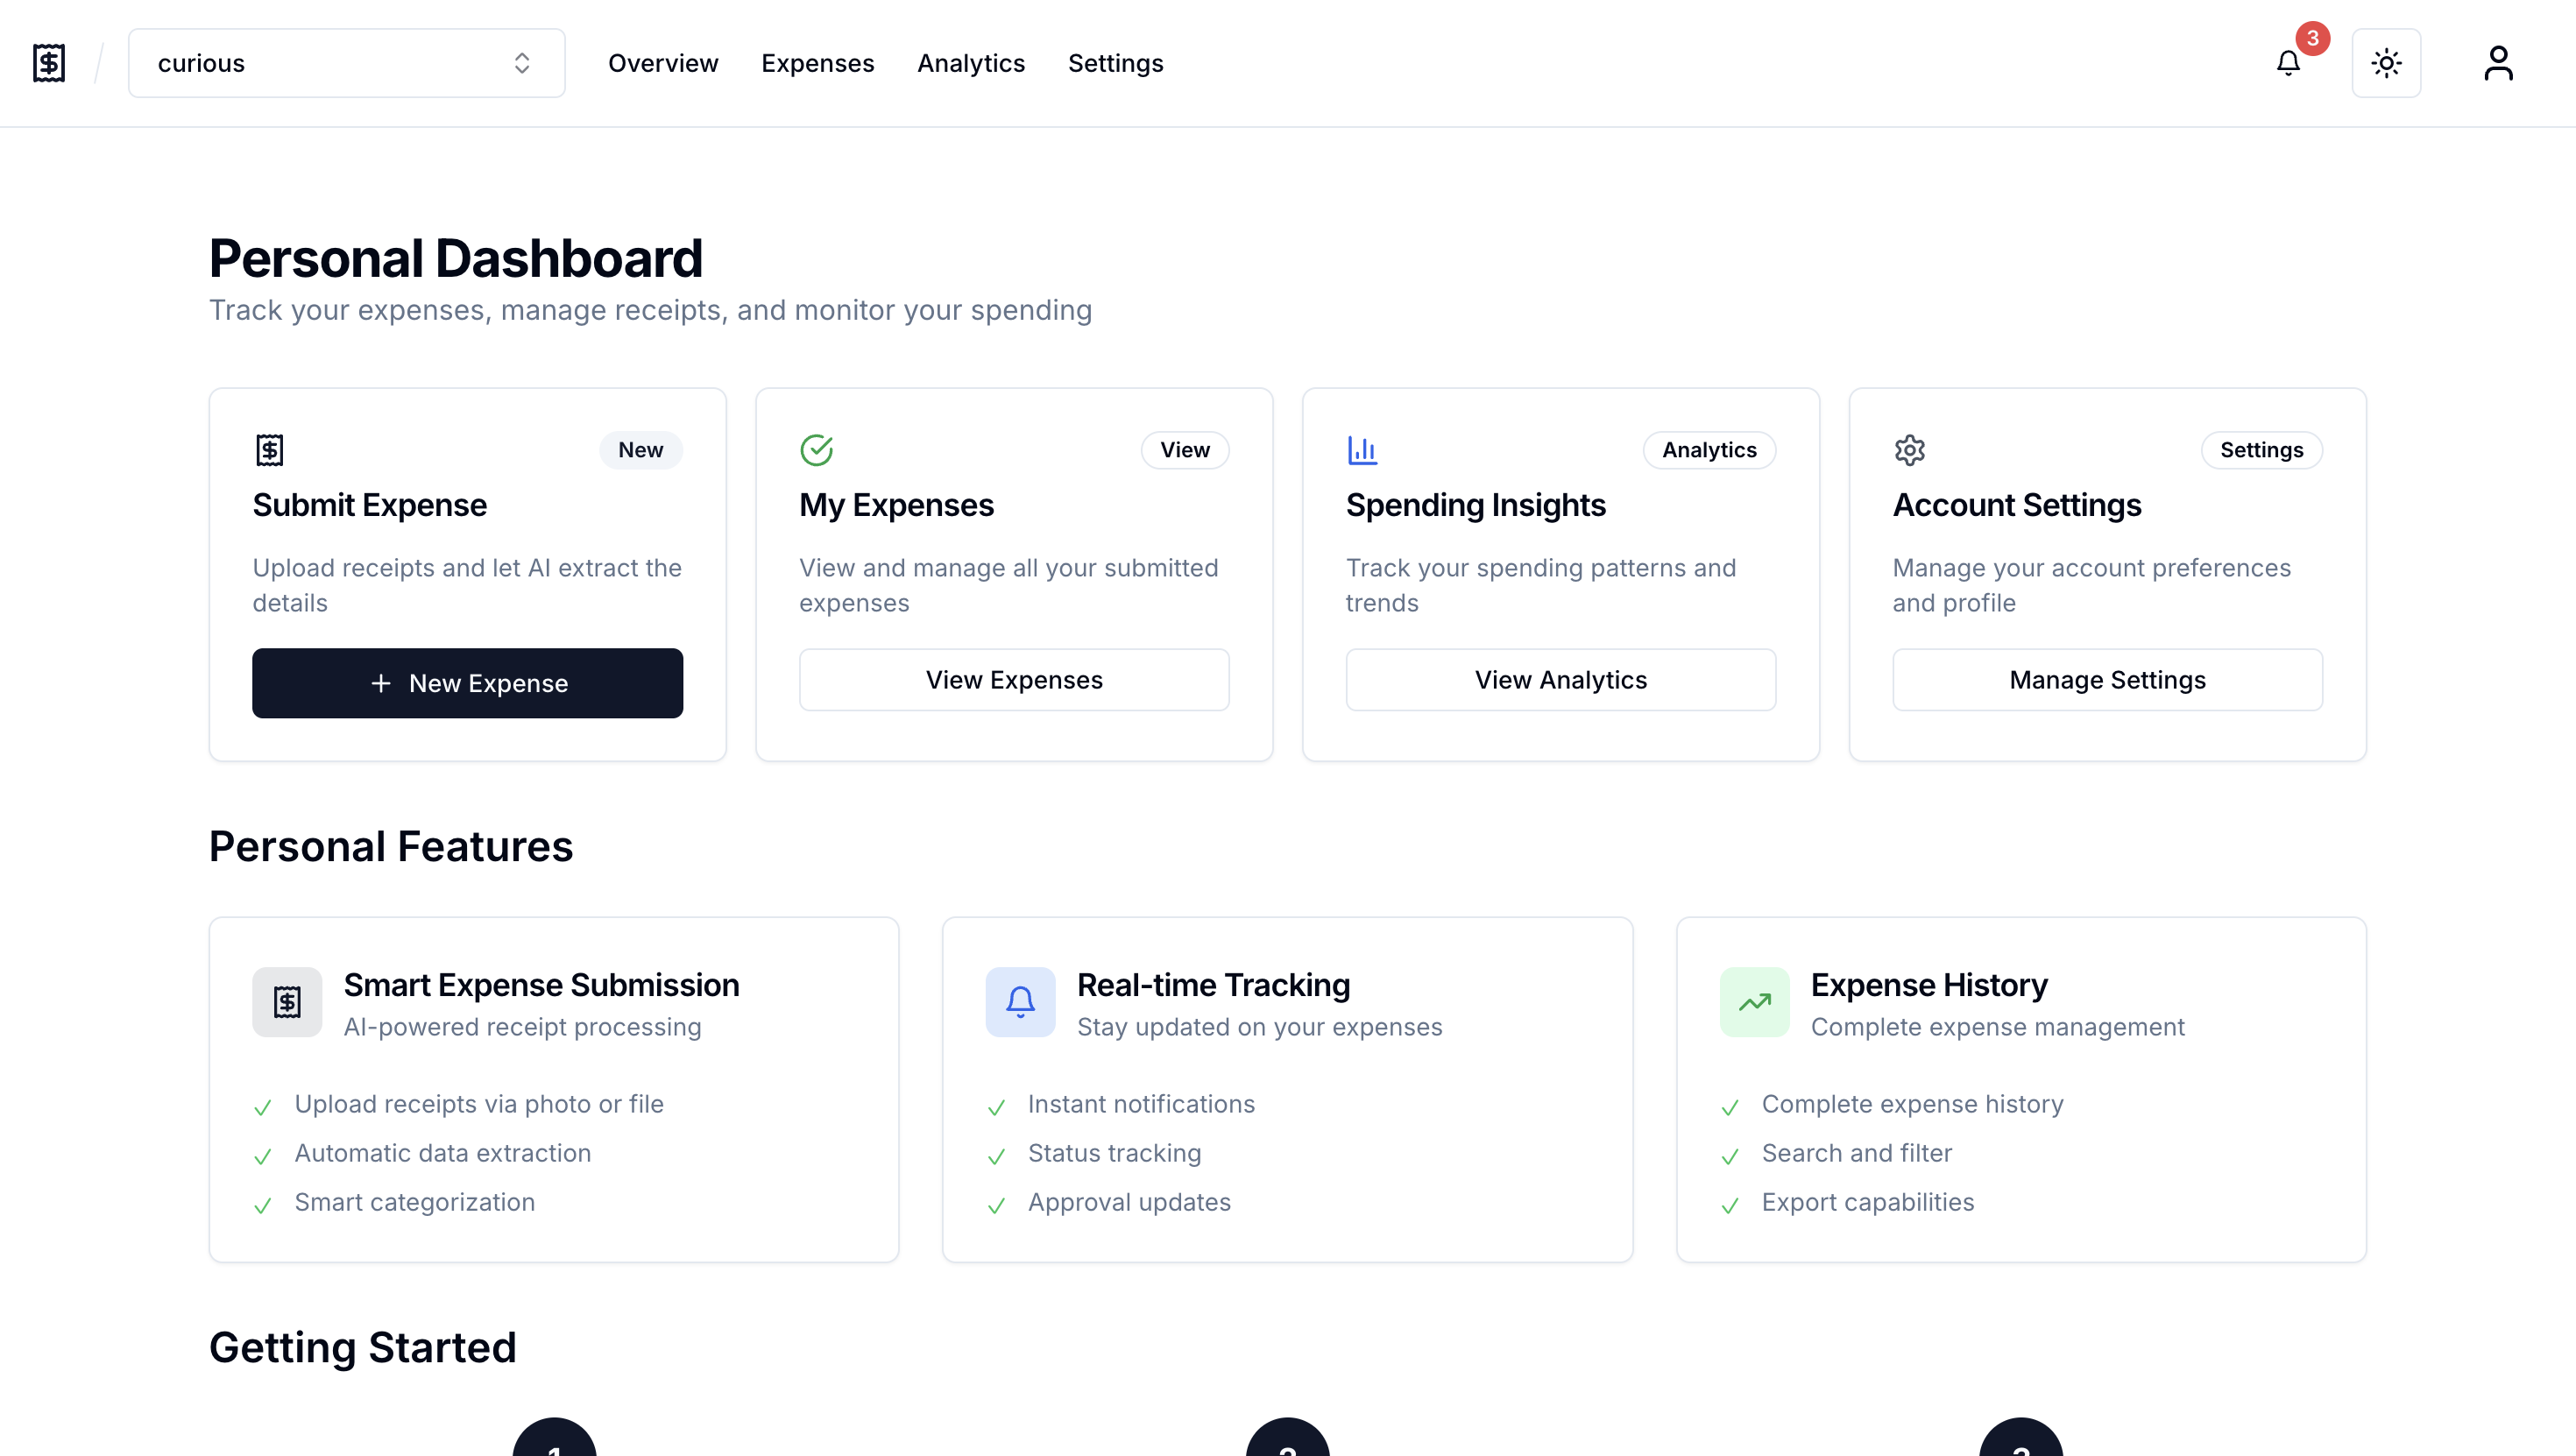 curious
Overview
Expenses
Analytics
Settings
3
Personal Dashboard
Track your expenses, manage receipts, and monitor your spending
New
Submit Expense
Upload receipts and let AI extract the
details
New Expense
View
My Expenses
View and manage all your submitted
expenses
View Expenses
Analytics
Spending Insights
Track your spending patterns and
trends
View Analytics
Settings
Account Settings
Manage your account preferences
and profile
Manage Settings
Personal Features
Smart Expense Submission
AI-powered receipt processing
Upload receipts via photo or file
Automatic data extraction
Smart categorization
Real-time Tracking
Stay updated on your expenses
Instant notifications
Status tracking
Approval updates
Expense History
Complete expense management
Complete expense history
Search and filter
Export capabilities
Getting Started
1
2
3